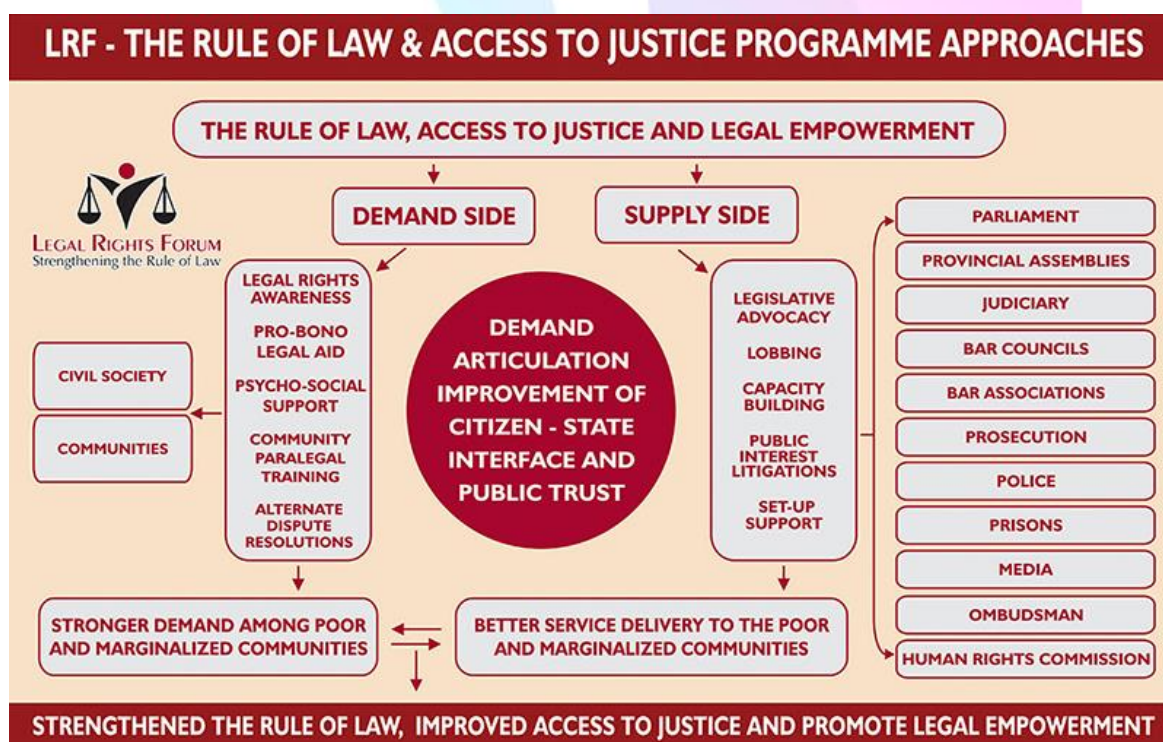 LRF - THE RULE OF LAW & ACCESS TO JUSTICE PROGRAMME APPROACHES
THE RULE OF LAW, ACCESS TO JUSTICE AND LEGAL EMPOWERMENT
LEGAL RIGHTS FORUM
Strengthening the Rule of Law
DEMAND SIDE
LEGAL RIGHTS
AWARENESS
PRO-BONO
LEGAL AID
PSYCHO-SOCIAL
SUPPORT
COMMUNITY
PARALEGAL
TRAINING
ALTERNATE
DISPUTE
RESOLUTIONS
CIVIL SOCIETY
COMMUNITIES
DEMAND
ARTICULATION
IMPROVEMENT OF
CITIZEN - STATE
INTERFACE AND
PUBLIC TRUST
SUPPLY SIDE
LEGISLATIVE
ADVOCACY
LOBBING
CAPACITY
BUILDING
PUBLIC
INTEREST
LITIGATIONS
SET-UP
SUPPORT
PARLIAMENT
PROVINCIAL ASSEMBLIES
JUDICIARY
BAR COUNCILS
BAR ASSOCIATIONS
PROSECUTION
POLICE
PRISONS
MEDIA
OMBUDSMAN
HUMAN RIGHTS COMMISSION
STRONGER DEMAND AMONG POOR
AND MARGINALIZED COMMUNITIES
BETTER SERVICE DELIVERY TO THE POOR
AND MARGINALIZED COMMUNITIES
STRENGTHENED THE RULE OF LAW, IMPROVED ACCESS TO JUSTICE AND PROMOTE LEGAL EMPOWERMENT